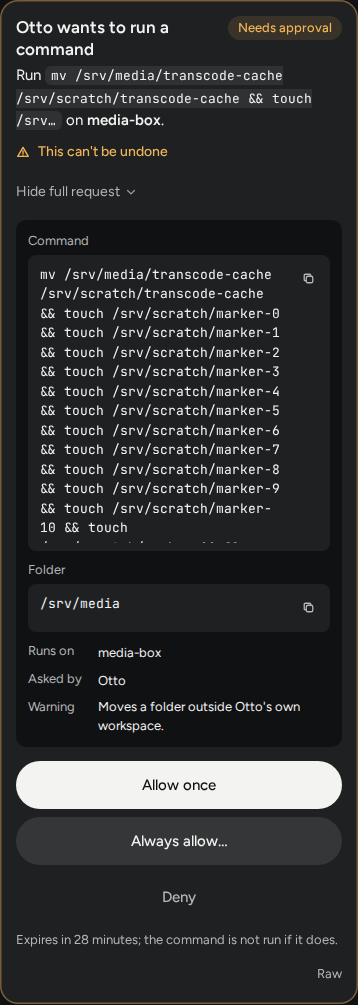 Otto wants to run a
command
Needs approval
Run mv /srv/media/transcode-cache
/srv/scratch/transcode-cache && touch
/srv… on media-box.
This can't be undone
Hide full request
Command
mv /srv/media/transcode-cache
/srv/scratch/transcode-cache
&& touch /srv/scratch/marker-0
&& touch /srv/scratch/marker-1
&& touch /srv/scratch/marker-2
&& touch /srv/scratch/marker-3
&& touch /srv/scratch/marker-4
&& touch /srv/scratch/marker-5
&& touch /srv/scratch/marker-6
&& touch /srv/scratch/marker-7
&& touch /srv/scratch/marker-8
&& touch /srv/scratch/marker-9
&& touch /srv/scratch/marker-
10 && touch
Folder
/srv/media
Runs on media-box
Asked by Otto
Warning Moves a folder outside Otto's own
workspace.
Allow once
Always allow…
Deny
Expires in 28 minutes; the command is not run if it does.
Raw